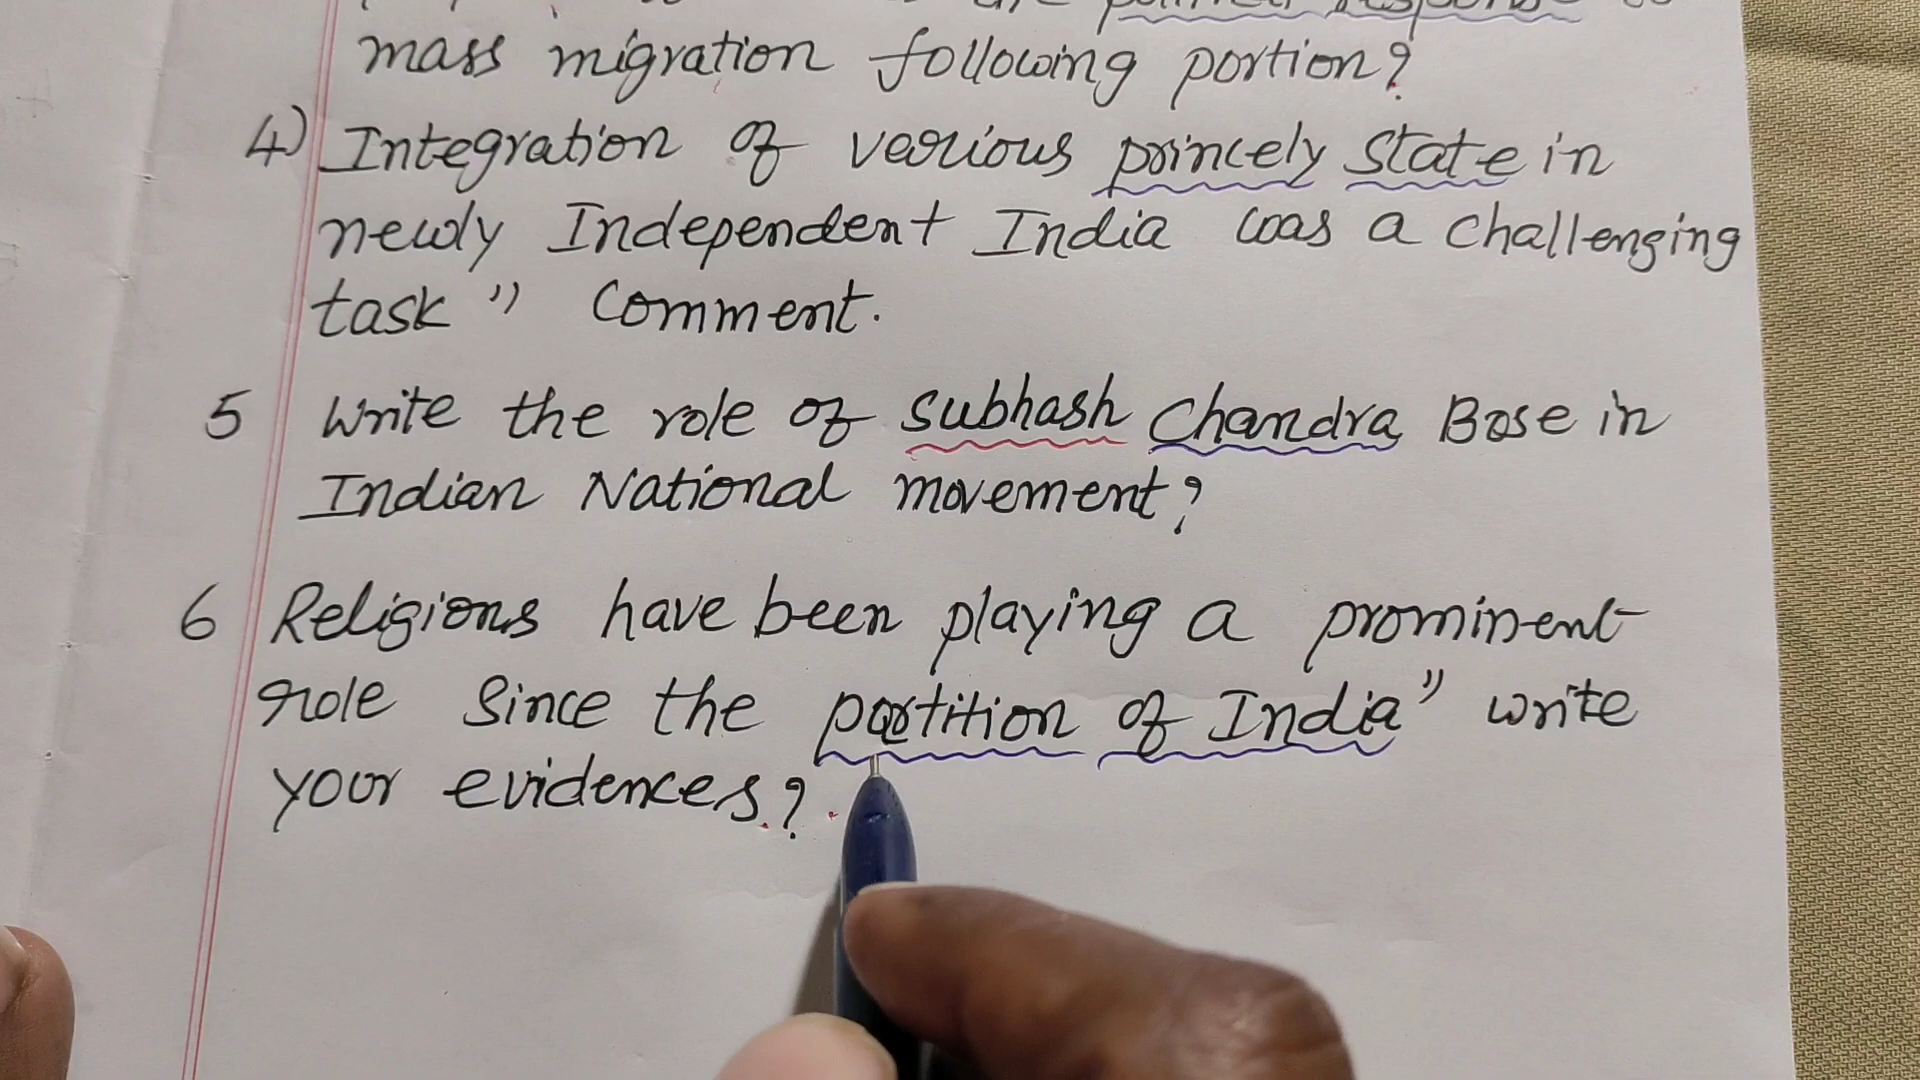 mass migration following portion?
4) Integration of various princely state in
newly Independent India was a challenging
task" Comment.
5 Write the role of subhash Chandra Bose in
Indian National movement?
6 Religions have been playing a prominent
role Since the partition of India" write
your evidences?